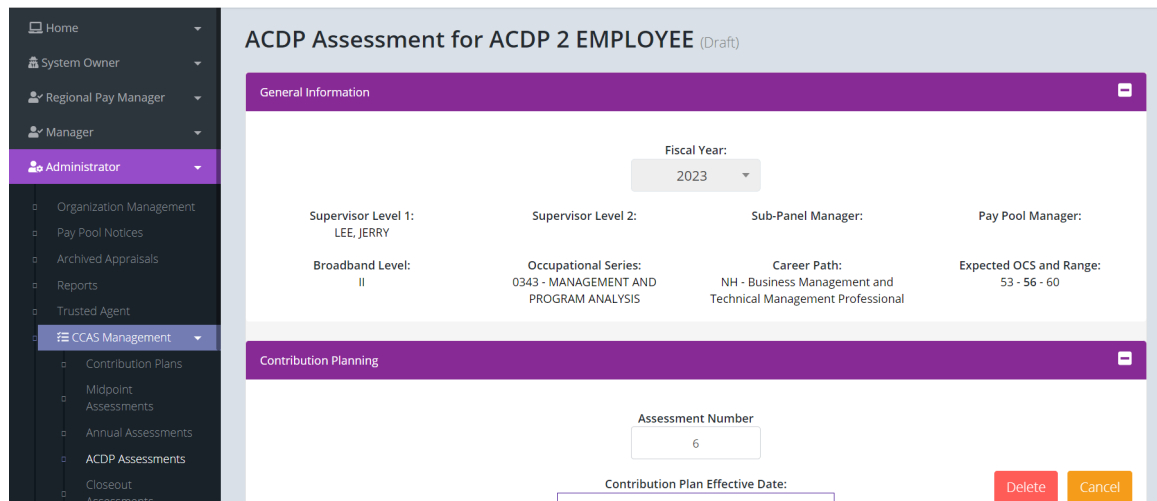 Home
System Owner
Regional Pay Manager
Manager
Administrator
Organization Management
Pay Pool Notices
Archived Appraisals
Reports
Trusted Agent
CCAS Management
Contribution Plans
Midpoint
Assessments
Annual Assessments
ACDP Assessments
Closeout
Assessments
ACDP Assessment for ACDP 2 EMPLOYEE (Draft)
General Information
Fiscal Year:
2023
Supervisor Level 1:
LEE, JERRY
Supervisor Level 2:
Sub-Panel Manager:
Pay Pool Manager:
Broadband Level:
II
Occupational Series:
0343 - MANAGEMENT AND
PROGRAM ANALYSIS
Career Path:
NH - Business Management and
Technical Management Professional
Expected OCS and Range:
53 - 56 - 60
Contribution Planning
Assessment Number
6
Contribution Plan Effective Date:
Delete
Cancel